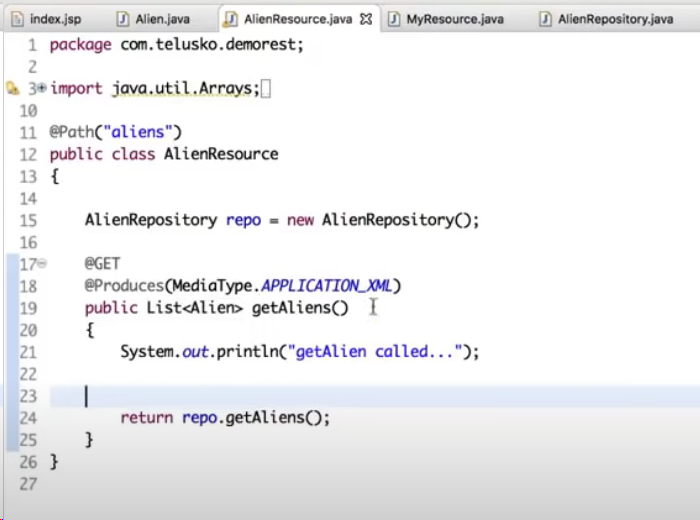 index.jsp Alien.java AlienResource.java MyResource.java AlienRepository.java
1 package com.telusko.demorest;
2
3 import java.util.Arrays;
10
11 @Path("aliens")
12 public class AlienResource
13 {
14
15 AlienRepository repo = new AlienRepository();
16
17 @GET
18 @Produces(MediaType.APPLICATION_XML)
19 public List<Alien> getAliens()
20 {
21 System.out.println("getAlien called...");
22
23
24 return repo.getAliens();
25 }
26 }
27